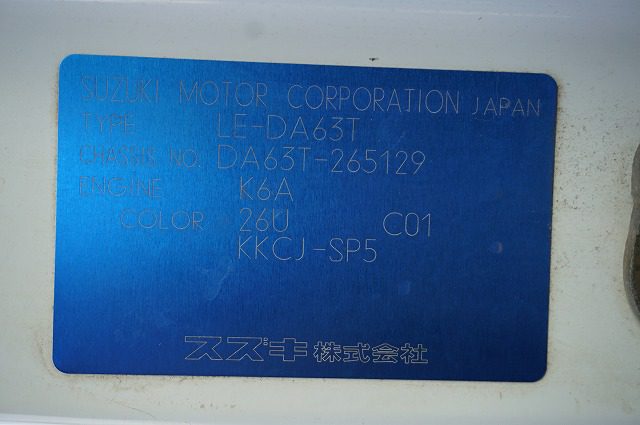 SUZUKI MOTOR CORPORATION JAPAN
TYPE LE-DA63T
CHASSIS NO. DA63T-265129
ENGINE K6A
COLOR 26U C01
KKCJ-SP5
スズキ株式会社